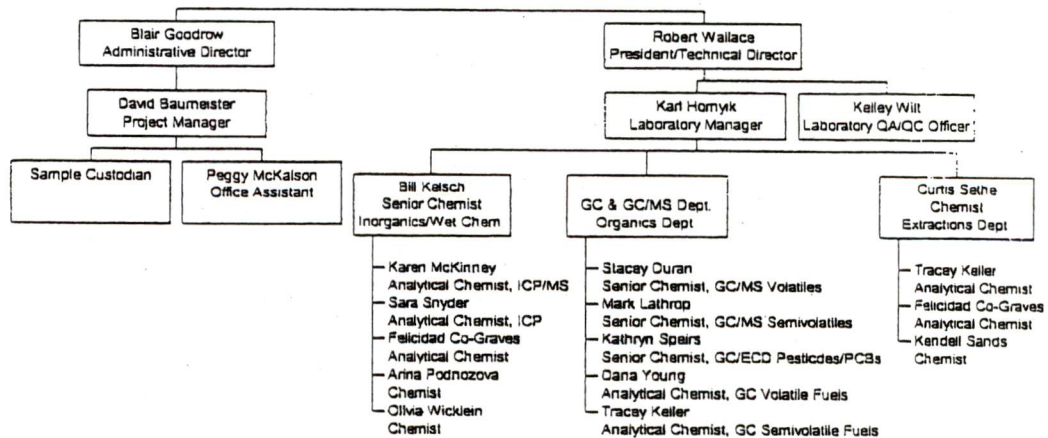 Blair Goodrow
Administrative Director
Robert Wallace
President/Technical Director
David Baumeister
Project Manager
Karl Hornyik
Laboratory Manager
Kelley Wilt
Laboratory QA/QC Officer
Sample Custodian
Peggy McKalson
Office Assistant
Bill Kelsch
Senior Chemist
Inorganics/Wet Chem
GC & GC/MS Dept.
Organics Dept
Curtis Sethe
Chemist
Extractions Dept
Karen McKinney
Analytical Chemist, ICP/MS
Sara Snyder
Analytical Chemist, ICP
Felicidad Co-Graves
Analytical Chemist
Arina Podnozova
Chemist
Olivia Wicklein
Chemist
Stacey Duran
Senior Chemist, GC/MS Volatiles
Mark Lathrop
Senior Chemist, GC/MS Semivolatiles
Kathryn Speirs
Senior Chemist, GC/ECD Pesticdes/PCBs
Dana Young
Analytical Chemist, GC Volatile Fuels
Tracey Keller
Analytical Chemist, GC Semivolatile Fuels
Tracey Keller
Analytical Chemist
Felicidad Co-Graves
Analytical Chemist
Kendell Sands
Chemist